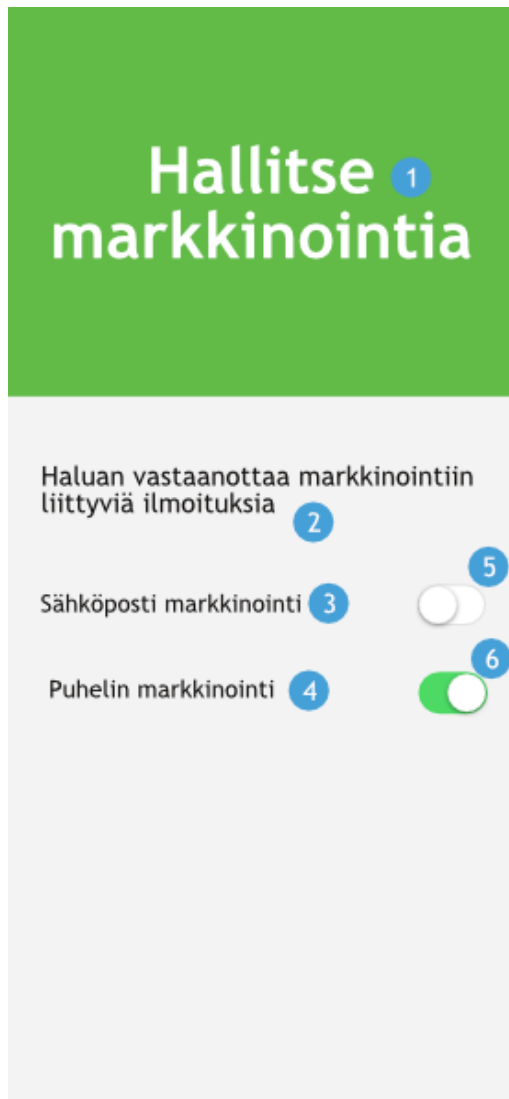 Hallitse 1
markkinointia
Haluan vastaanottaa markkinointiin
liittyviä ilmoituksia 2
5
Sähköposti markkinointi 3
6
Puhelin markkinointi 4